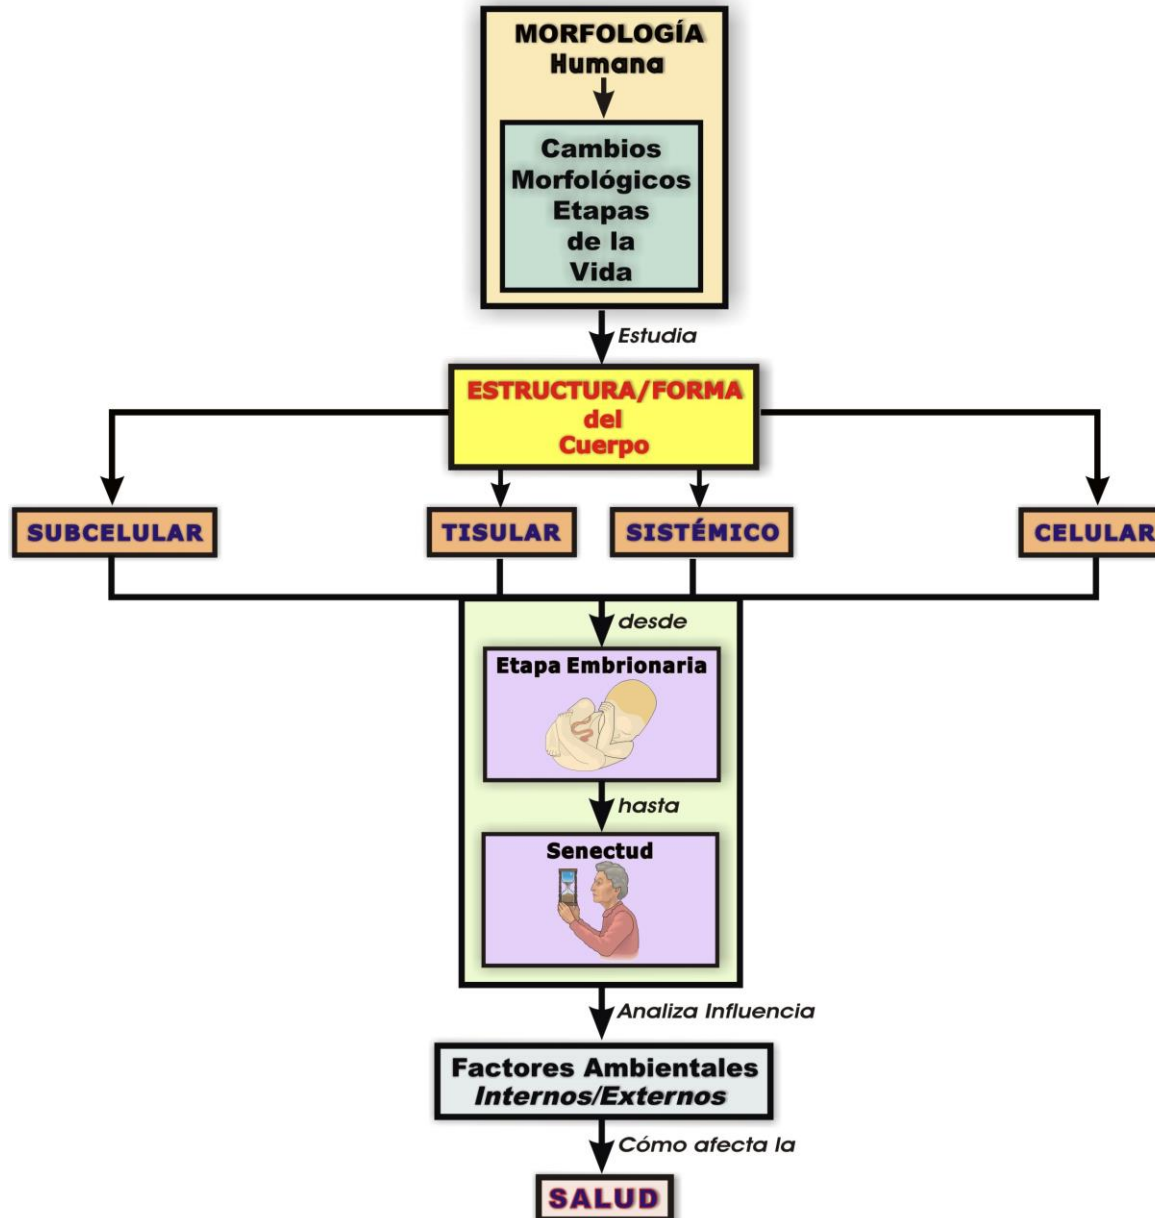 MORFOLOGÍA
Humana
Cambios
Morfológicos
Etapas
de la
Vida
Estudia
ESTRUCTURA/FORMA
del
Cuerpo
SUBCELULAR
TISULAR
SISTÉMICO
CELULAR
desde
Etapa Embrionaria
hasta
Senectud
Analiza Influencia
Factores Ambientales
Internos/Externos
Cómo afecta la
SALUD